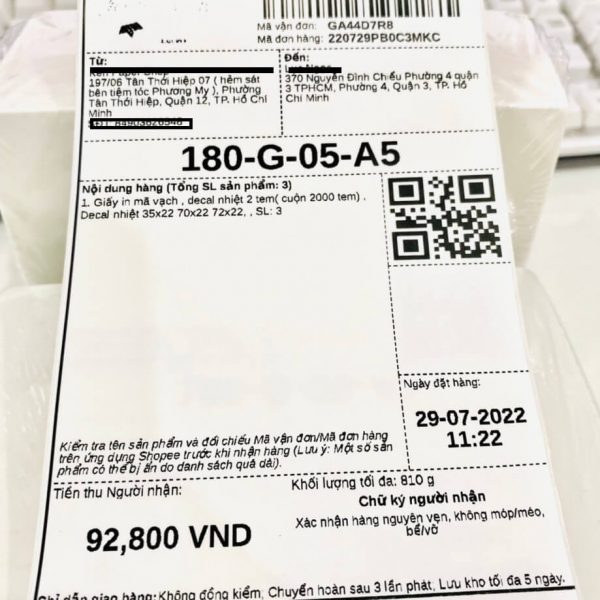 Mã vận đơn: GA44D7R8
Mã đơn hàng: 220729PB0C3MKC
Từ:
197/06 Tân Thới Hiệp 07 ( hẻm sát
bên tiệm tóc Phương My ), Phường
Tân Thới Hiệp, Quận 12, TP. Hồ Chí
Minh
Đến:
370 Nguyễn Đình Chiểu Phường 4 quận
3 TPHCM, Phường 4, Quận 3, TP. Hồ
Chí Minh
180-G-05-A5
Nội dung hàng (Tổng SL sản phẩm: 3)
1. Giấy in mã vạch , decal nhiệt 2 tem( cuộn 2000 tem) .
Decal nhiệt 35x22 70x22 72x22, , SL: 3
Ngày đặt hàng:
29-07-2022
11:22
Kiểm tra tên sản phẩm và đối chiếu Mã vận đơn/Mã đơn hàng
trên ứng dụng Shopee trước khi nhận hàng (Lưu ý: Một số sản
phẩm có thể bị ẩn do danh sách quá dài).
Tiền thu Người nhận:
92,800 VND
Khối lượng tối đa: 810 g
Chữ ký người nhận
Xác nhận hàng nguyên vẹn, không móp/méo,
bể/vỡ
Chỉ dẫn giao hàng: Không đồng kiểm, Chuyển hoàn sau 3 lần phát, Lưu kho tối đa 5 ngày.